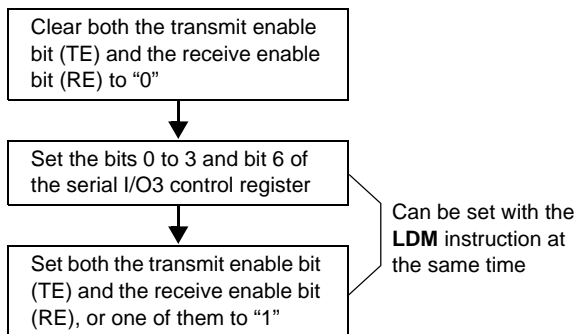 Clear both the transmit enable
bit (TE) and the receive enable
bit (RE) to “0”
Set the bits 0 to 3 and bit 6 of
the serial I/O3 control register
Can be set with the
LDM instruction at
the same time
Set both the transmit enable bit
(TE) and the receive enable bit
(RE), or one of them to “1”